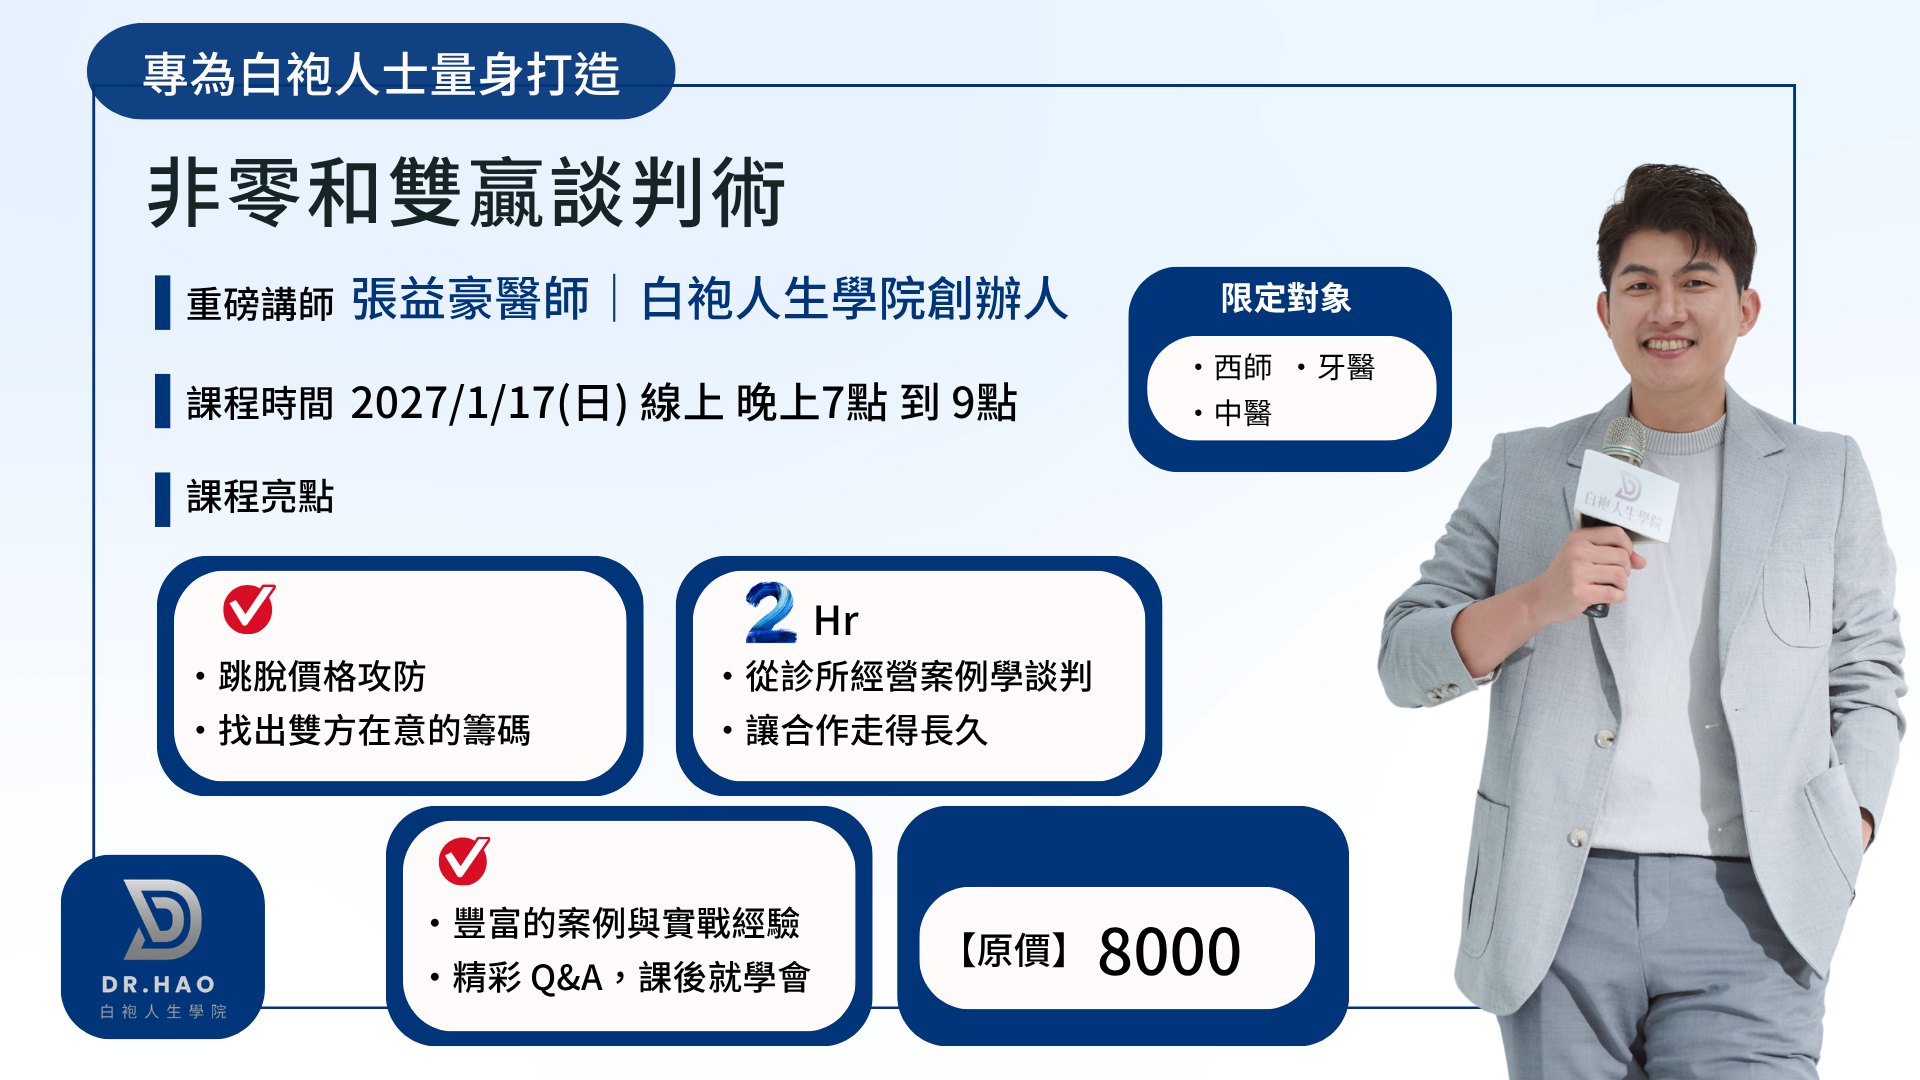 專為白袍人士量身打造
非零和雙贏談判術
重磅講師 張益豪醫師｜白袍人生學院創辦人
課程時間 2027/1/17(日) 線上 晚上7點 到 9點
限定對象
・西師 ・牙醫
・中醫
課程亮點
・跳脫價格攻防
・找出雙方在意的籌碼
2 Hr
・從診所經營案例學談判
・讓合作走得長久
・豐富的案例與實戰經驗
・精彩 Q&A，課後就學會
【原價】 8000
白袍人生學院
DR.HAO
白袍人生學院